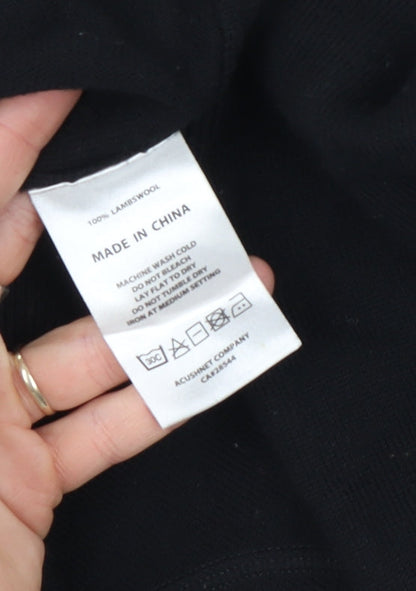 100% LAMBSWOOL
MADE IN CHINA
MACHINE WASH COLD
DO NOT BLEACH
LAY FLAT TO DRY
DO NOT TUMBLE DRY
IRON AT MEDIUM SETTING
30C
ACUSHNET COMPANY
CA#28544